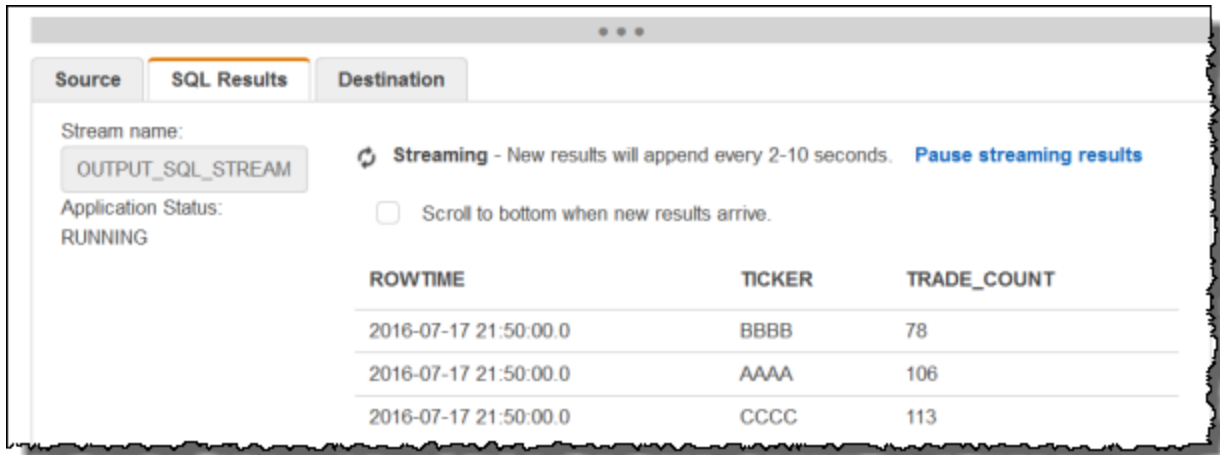 Source SQL Results Destination
Stream name:
OUTPUT_SQL_STREAM
Application Status:
RUNNING
Streaming - New results will append every 2-10 seconds. Pause streaming results
Scroll to bottom when new results arrive.
ROWTIME TICKER TRADE_COUNT
2016-07-17 21:50:00.0 BBBB 78
2016-07-17 21:50:00.0 AAAA 106
2016-07-17 21:50:00.0 CCCC 113